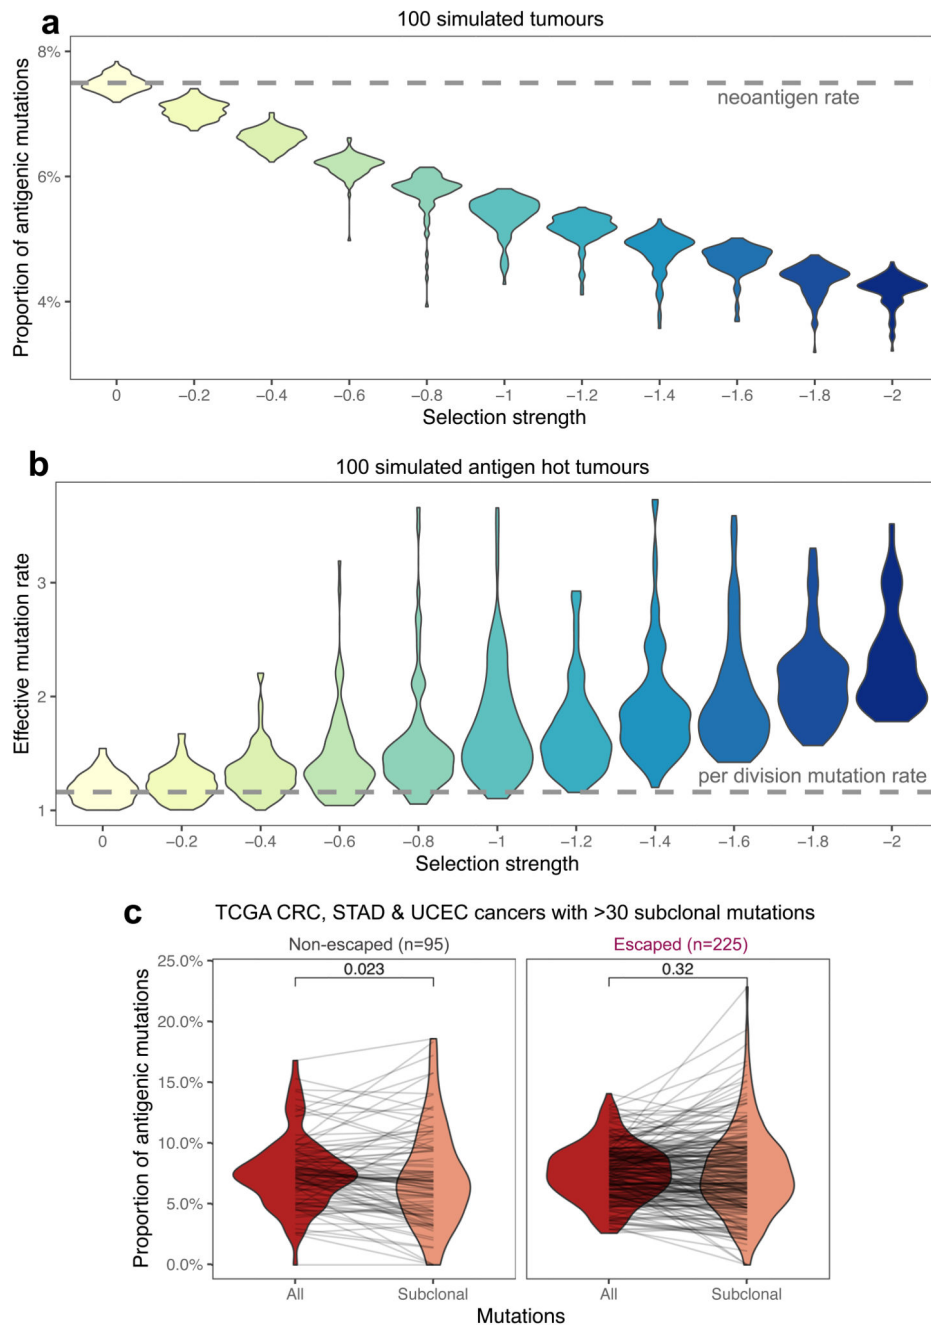 a
100 simulated tumours
Proportion of antigenic mutations
8%
6%
4%
neoantigen rate
0 −0.2 −0.4 −0.6 −0.8 −1 −1.2 −1.4 −1.6 −1.8 −2
Selection strength
b
100 simulated antigen hot tumours
Effective mutation rate
3
2
1
per division mutation rate
0 −0.2 −0.4 −0.6 −0.8 −1 −1.2 −1.4 −1.6 −1.8 −2
Selection strength
c
TCGA CRC, STAD & UCEC cancers with >30 subclonal mutations
Non-escaped (n=95)
Escaped (n=225)
Proportion of antigenic mutations
25.0%
20.0%
15.0%
10.0%
5.0%
0.0%
0.023
0.32
All Subclonal All Subclonal
Mutations